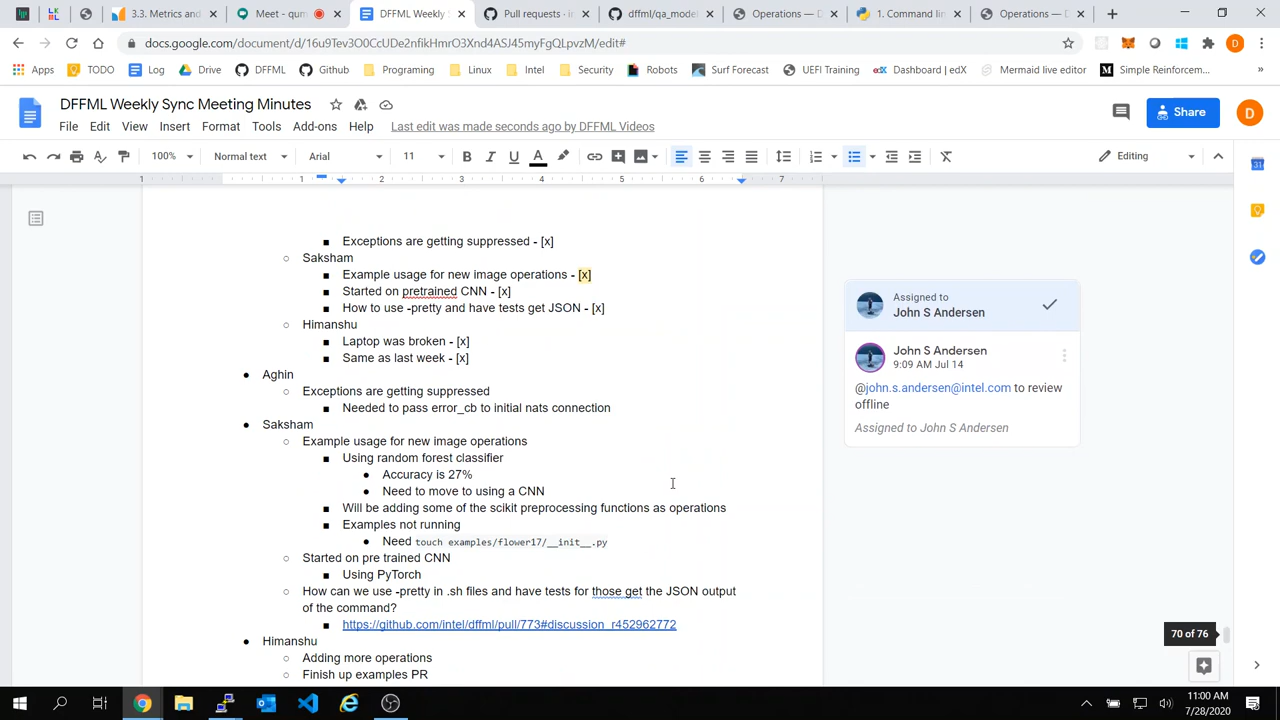 3.3. Metrics and
Meet - qum
DFFML Weekly S
Pull requests · i
dffml/qa_model
Operations — D
1. Command lin
Operations — D
docs.google.com/document/d/16u9Tev3O0CcUDe2nfikHmrO3Xnd4ASJ45myFgQLpvzM/edit#
Apps TODO Log Drive DFFML Github Programing Linux Intel Security Robots Surf Forecast UEFI Training Dashboard | edX Mermaid live editor Simple Reinforcem...
DFFML Weekly Sync Meeting Minutes
Share
File Edit View Insert Format Tools Add-ons Help Last edit was made seconds ago by DFFML Videos
100% Normal text Arial 11 Editing
1 1 2 3 4 5 6 7
Exceptions are getting suppressed - [x]
Saksham
Example usage for new image operations - [x]
Started on pretrained CNN - [x]
How to use -pretty and have tests get JSON - [x]
Himanshu
Laptop was broken - [x]
Same as last week - [x]
Aghin
Exceptions are getting suppressed
Needed to pass error_cb to initial nats connection
Saksham
Example usage for new image operations
Using random forest classifier
Accuracy is 27%
Need to move to using a CNN
Will be adding some of the scikit preprocessing functions as operations
Examples not running
Need touch examples/flower17/__init__.py
Started on pre trained CNN
Using PyTorch
How can we use -pretty in .sh files and have tests for those get the JSON output
of the command?
https://github.com/intel/dffml/pull/773#discussion_r452962772
Himanshu
Adding more operations
Finish up examples PR
Assigned to
John S Andersen
John S Andersen
9:09 AM Jul 14
@john.s.andersen@intel.com to review
offline
Assigned to John S Andersen
70 of 76
11:00 AM
7/28/2020